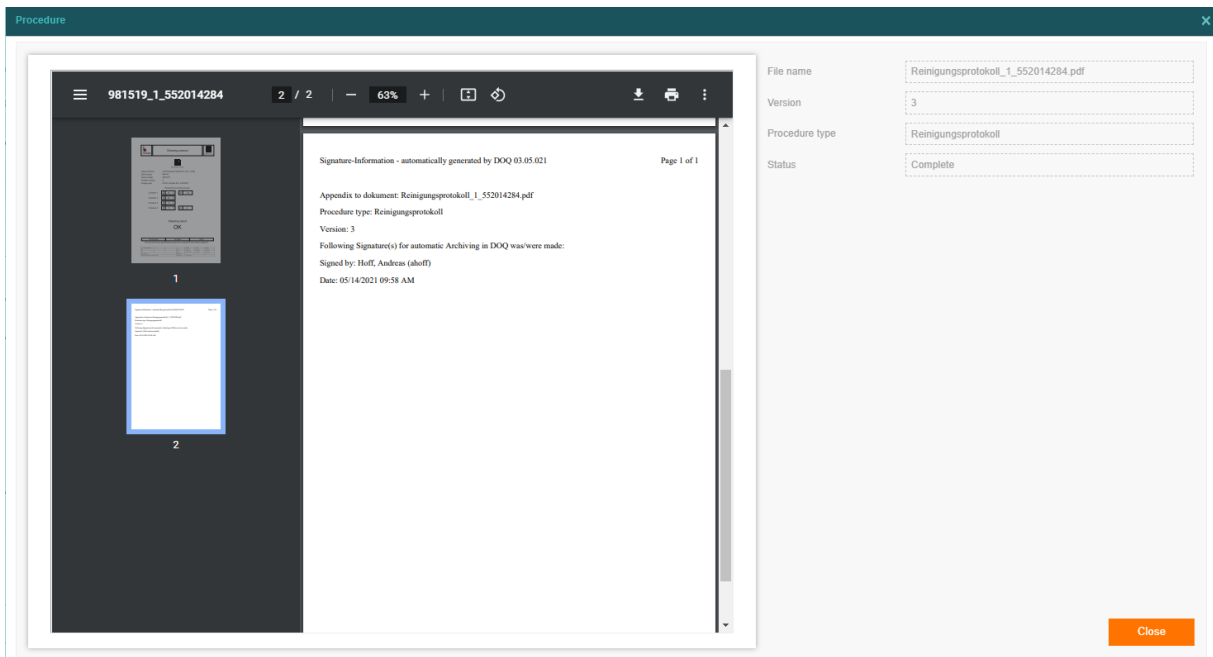 Procedure
981519_1_552014284
2 / 2
63%
1
2
Signature-Information - automatically generated by DOQ 03.05.021 Page 1 of 1
Appendix to dokument: Reinigungsprotokoll_1_552014284.pdf
Procedure type: Reinigungsprotokoll
Version: 3
Following Signature(s) for automatic Archiving in DOQ was/were made:
Signed by: Hoff, Andreas (ahoff)
Date: 05/14/2021 09:58 AM
File name Reinigungsprotokoll_1_552014284.pdf
Version 3
Procedure type Reinigungsprotokoll
Status Complete
Close